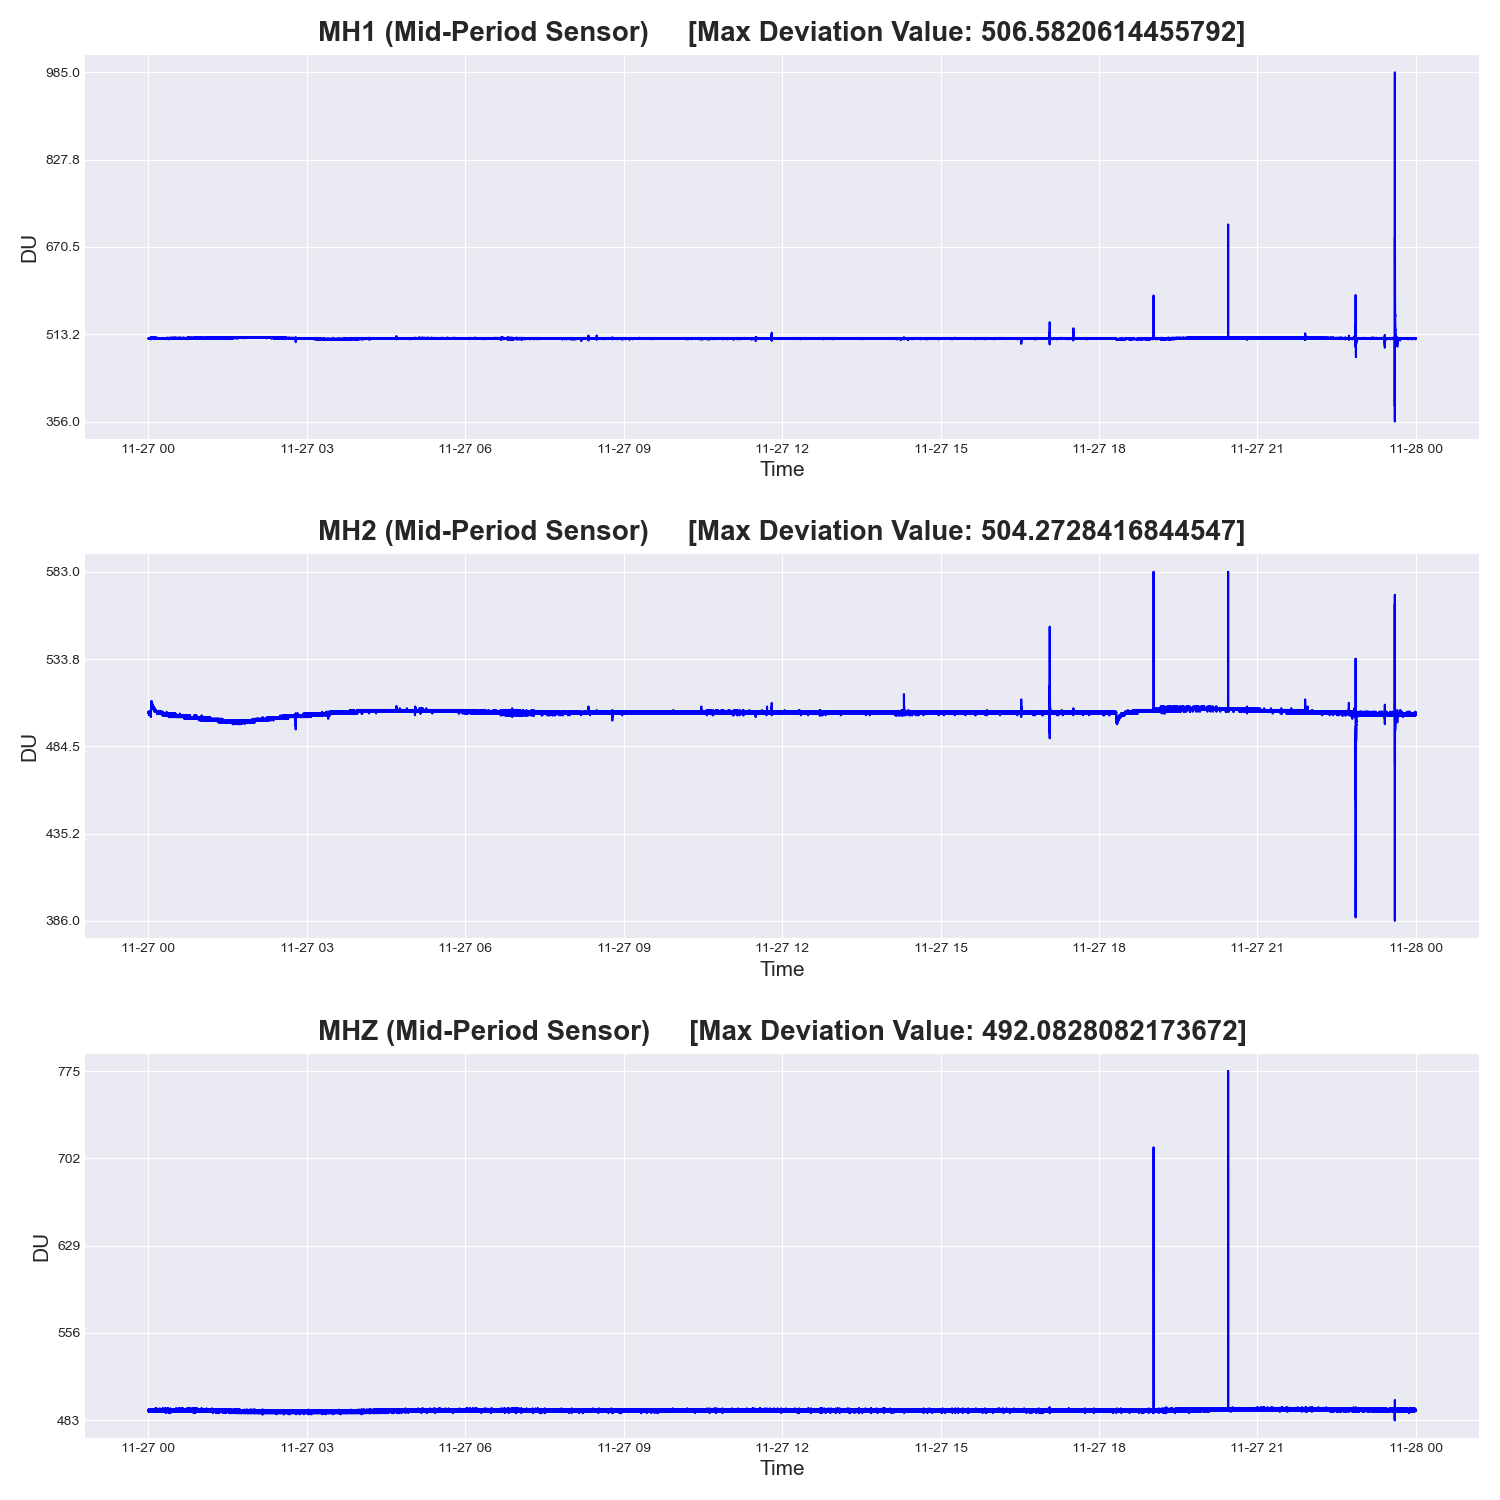 MH1 (Mid-Period Sensor) [Max Deviation Value: 506.5820614455792]
985.0
827.8
670.5
513.2
356.0
DU
11-27 00 11-27 03 11-27 06 11-27 09 11-27 12 11-27 15 11-27 18 11-27 21 11-28 00
Time
MH2 (Mid-Period Sensor) [Max Deviation Value: 504.2728416844547]
583.0
533.8
484.5
435.2
386.0
DU
11-27 00 11-27 03 11-27 06 11-27 09 11-27 12 11-27 15 11-27 18 11-27 21 11-28 00
Time
MHZ (Mid-Period Sensor) [Max Deviation Value: 492.0828082173672]
775
702
629
556
483
DU
11-27 00 11-27 03 11-27 06 11-27 09 11-27 12 11-27 15 11-27 18 11-27 21 11-28 00
Time